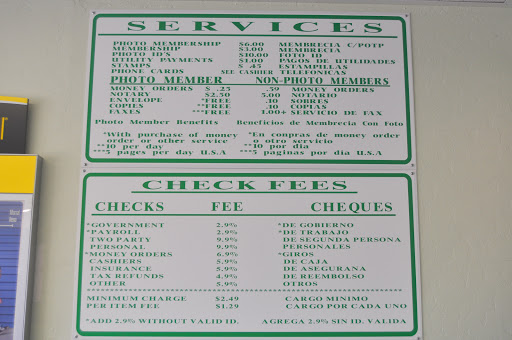 SERVICES
PHOTO MEMBERSHIP $6.00 MEMBRECIA C/POTP
MEMBERSHIP $3.00 MEMBRECIA
PHOTO ID'S $10.00 FOTO ID
UTILITY PAYMENTS $1.00 PAGOS DE UTILIDADES
STAMPS $ .45 ESTAMPILLAS
PHONE CARDS SEE CASHIER TELEFONICAS
PHOTO MEMBER NON-PHOTO MEMBERS
MONEY ORDERS $ .25 .59 MONEY ORDERS
NOTARY $2.50 5.00 NOTARIO
ENVELOPE *FREE .10 SOBRES
COPIES **FREE .10 COPIAS
FAXES ***FREE 1.00+ SERVICIO DE FAX
Photo Member Benefits Beneficios de Membrecia Con Foto
*With purchase of money *En compras de money order
order or other service o otro servicio
**10 per day **10 por dia
***5 pages per day U.S.A ***5 paginas por dia U.S.A
CHECK FEES
CHECKS FEE CHEQUES
*GOVERNMENT 2.9% *DE GOBIERNO
*PAYROLL 2.9% *DE TRABAJO
TWO PARTY 9.9% DE SEGUNDA PERSONA
PERSONAL 9.9% PERSONALES
*MONEY ORDERS 6.9% *GIROS
CASHIERS 5.9% DE CAJA
INSURANCE 5.9% DE ASEGURANA
TAX REFUNDS 4.9% DE REEMBOLSO
OTHER 5.9% OTROS
MINIMUM CHARGE $2.49 CARGO MINIMO
PER ITEM FEE $1.29 CARGO POR CADA UNO
*ADD 2.9% WITHOUT VALID ID. AGREGA 2.9% SIN ID. VALIDA